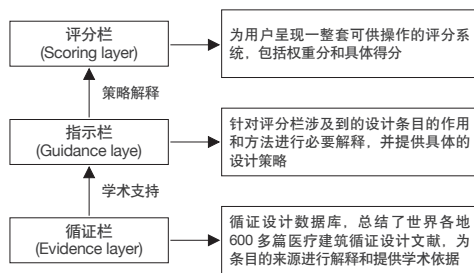 评分栏
(Scoring layer)
为用户呈现一整套可供操作的评分系
统，包括权重分和具体得分
策略解释
指示栏
(Guidance laye)
针对评分栏涉及到的设计条目的作用
和方法进行必要解释，并提供具体的
设计策略
学术支持
循证栏
(Evidence layer)
循证设计数据库，总结了世界各地
600 多篇医疗建筑循证设计文献，为
条目的来源进行解释和提供学术依据